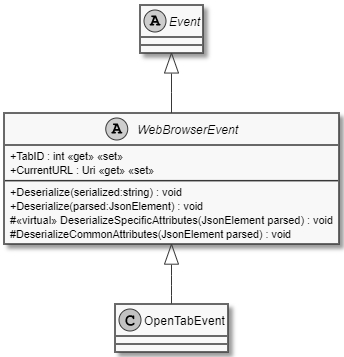 A Event
A WebBrowserEvent
+TabID : int «get» «set»
+CurrentURL : Uri «get» «set»
+Deserialize(serialized:string) : void
+Deserialize(parsed:JsonElement) : void
#«virtual» DeserializeSpecificAttributes(JsonElement parsed) : void
#DeserializeCommonAttributes(JsonElement parsed) : void
C OpenTabEvent